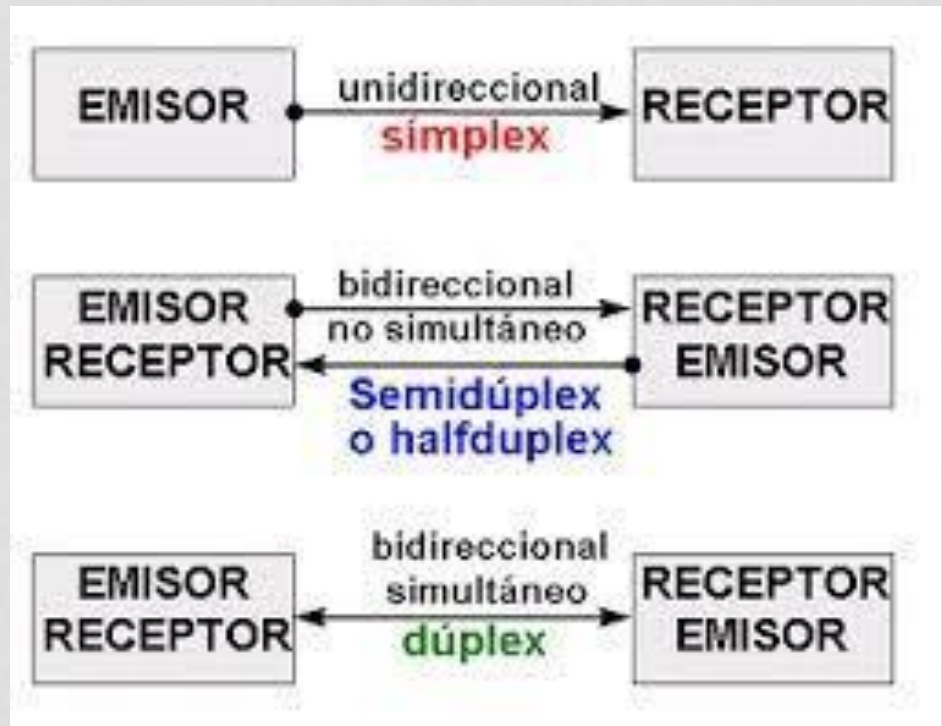 EMISOR
unidireccional
símplex
RECEPTOR
EMISOR
RECEPTOR
bidireccional
no simultáneo
Semidúplex
o halfduplex
RECEPTOR
EMISOR
EMISOR
RECEPTOR
bidireccional
simultáneo
dúplex
RECEPTOR
EMISOR